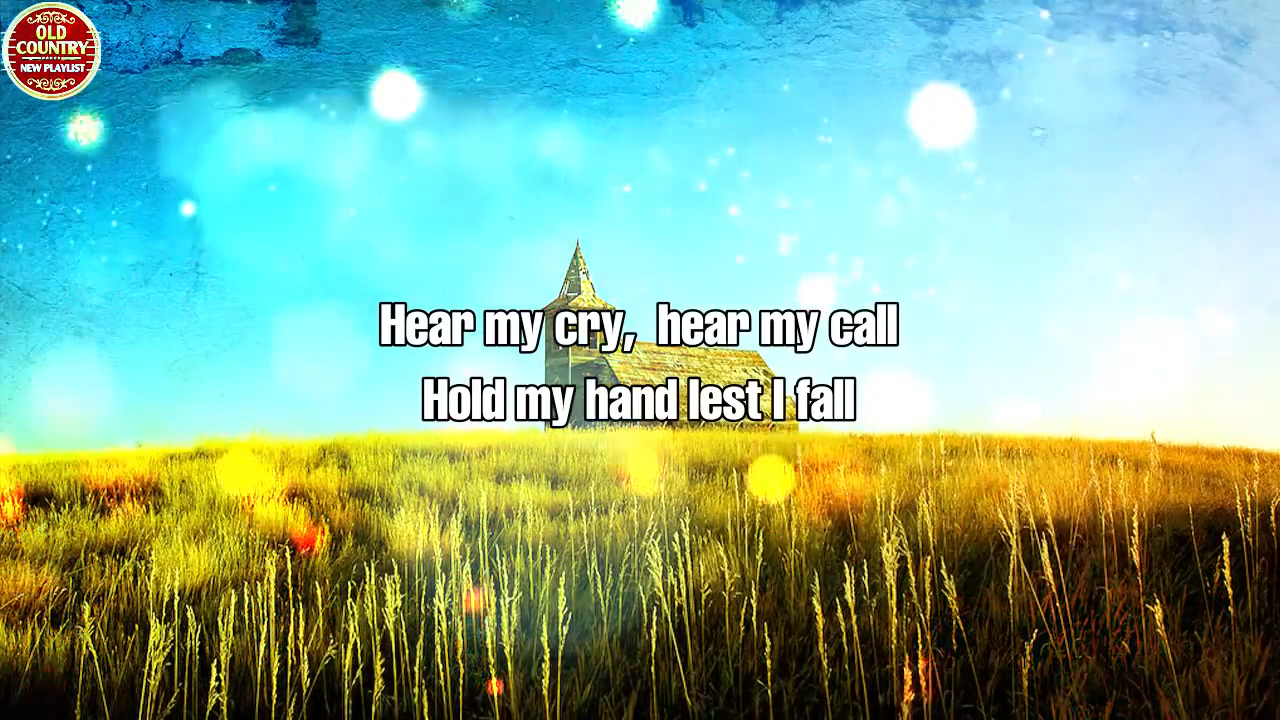 OLD
COUNTRY
NEW PLAYLIST
Hear my cry, hear my call
Hold my hand lest I fall